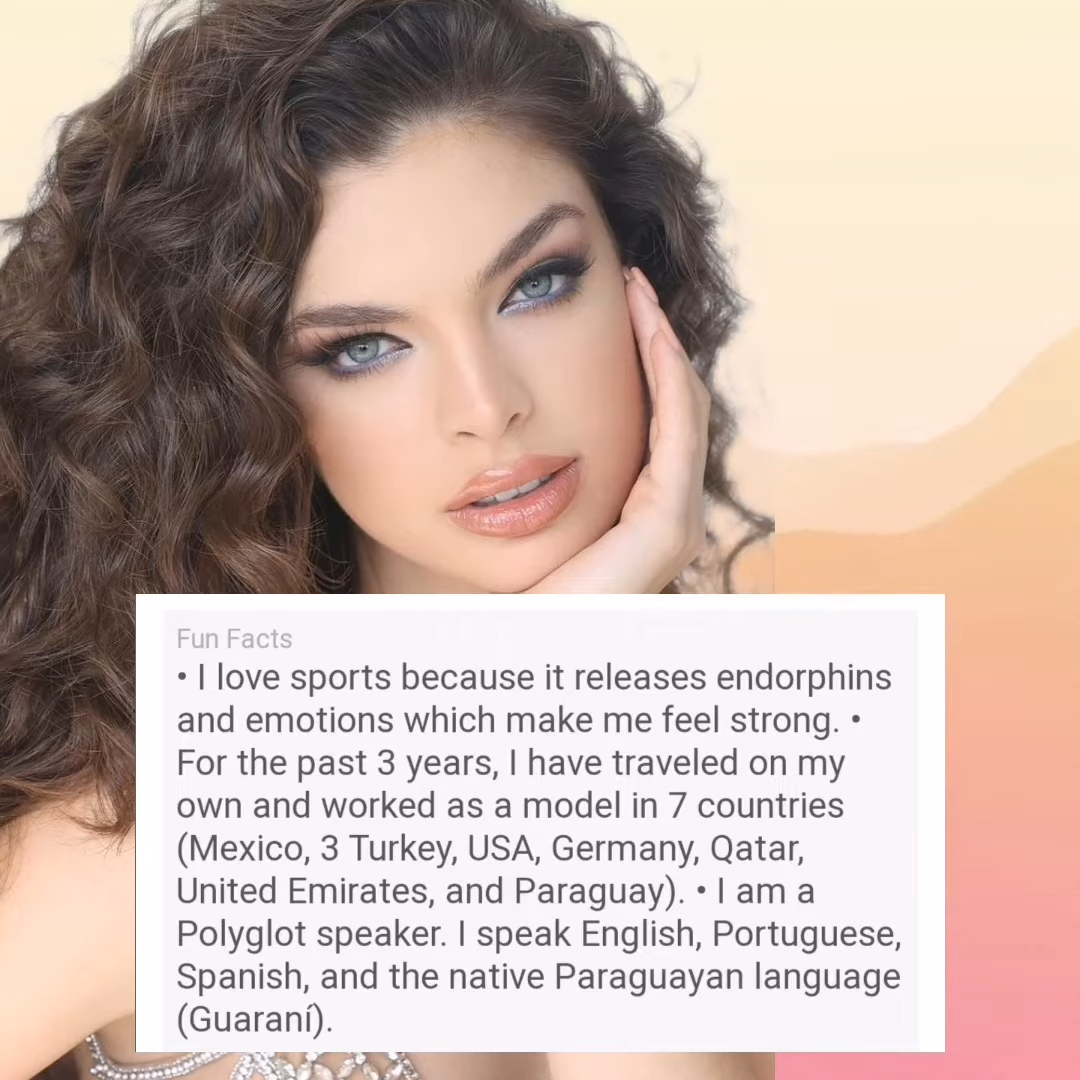 Fun Facts
• I love sports because it releases endorphins
and emotions which make me feel strong. •
For the past 3 years, I have traveled on my
own and worked as a model in 7 countries
(Mexico, 3 Turkey, USA, Germany, Qatar,
United Emirates, and Paraguay). • I am a
Polyglot speaker. I speak English, Portuguese,
Spanish, and the native Paraguayan language
(Guaraní).